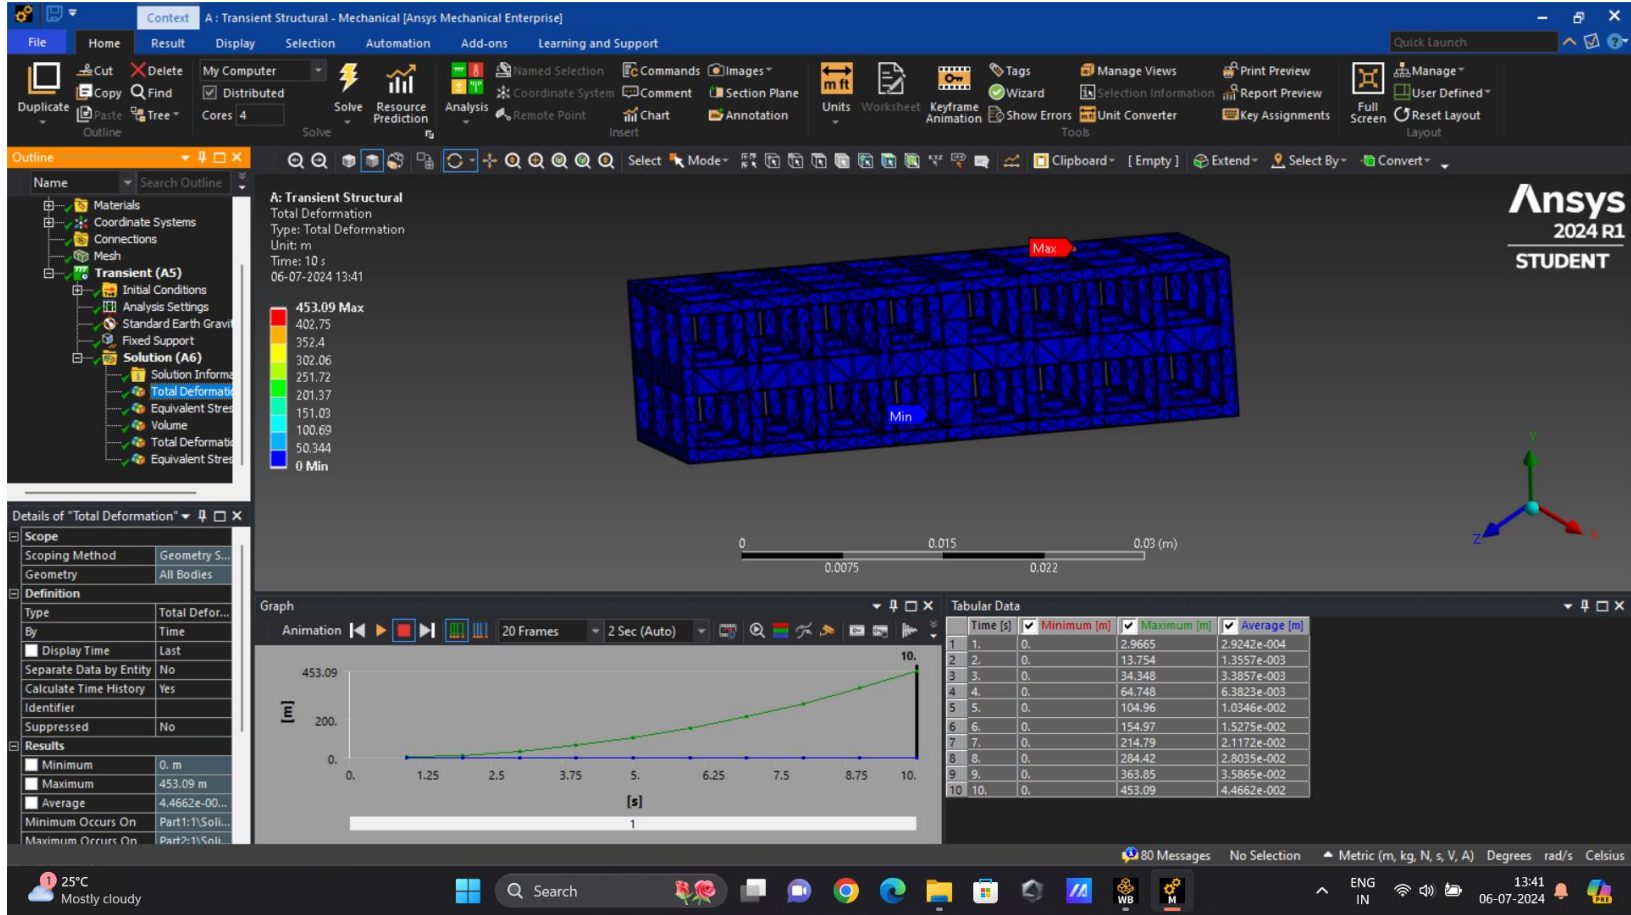 Context A : Transient Structural - Mechanical [Ansys Mechanical Enterprise]
File Home Result Display Selection Automation Add-ons Learning and Support Quick Launch
Duplicate
Cut
Copy
Paste
Delete
Find
Tree
Outline
My Computer
Distributed
Cores 4
Solve
Resource Prediction
Solve
Analysis
Named Selection
Coordinate System
Remote Point
Commands
Comment
Chart
Images
Section Plane
Annotation
Insert
m ft
Units
Worksheet
Keyframe Animation
Tags
Wizard
Show Errors
Manage Views
Selection Information
Unit Converter
Print Preview
Report Preview
Key Assignments
Tools
Full Screen
Manage
User Defined
Reset Layout
Layout
Outline
Select Mode Clipboard [ Empty ] Extend Select By Convert
Name Search Outline
Materials
Coordinate Systems
Connections
Mesh
Transient (A5)
Initial Conditions
Analysis Settings
Standard Earth Gravit
Fixed Support
Solution (A6)
Solution Informa
Total Deformatio
Equivalent Stres
Volume
Total Deformatio
Equivalent Stres
A: Transient Structural
Total Deformation
Type: Total Deformation
Unit: m
Time: 10 s
06-07-2024 13:41
453.09 Max
402.75
352.4
302.06
251.72
201.37
151.03
100.69
50.344
0 Min
Max
Min
Ansys
2024 R1
STUDENT
Y
X
Z
0 0.015 0.03 (m)
0.0075 0.022
Details of "Total Deformation"
Scope
Scoping Method Geometry S...
Geometry All Bodies
Definition
Type Total Defor...
By Time
Display Time Last
Separate Data by Entity No
Calculate Time History Yes
Identifier
Suppressed No
Results
Minimum 0. m
Maximum 453.09 m
Average 4.4662e-00...
Minimum Occurs On Part1:1\Soli...
Maximum Occurs On Part2:1\Soli...
Graph
Animation 20 Frames 2 Sec (Auto)
10.
453.09
[m]
200.
0.
0. 1.25 2.5 3.75 5. 6.25 7.5 8.75 10.
[s]
1
Tabular Data
Time [s] Minimum [m] Maximum [m] Average [m]
1 1. 0. 2.9665 2.9242e-004
2 2. 0. 13.754 1.3557e-003
3 3. 0. 34.348 3.3857e-003
4 4. 0. 64.748 6.3823e-003
5 5. 0. 104.96 1.0346e-002
6 6. 0. 154.97 1.5275e-002
7 7. 0. 214.79 2.1172e-002
8 8. 0. 284.42 2.8035e-002
9 9. 0. 363.85 3.5865e-002
10 10. 0. 453.09 4.4662e-002
80 Messages No Selection Metric (m, kg, N, s, V, A) Degrees rad/s Celsius
1
25°C
Mostly cloudy
Search
WB
M
ENG
IN
13:41
06-07-2024
PRE